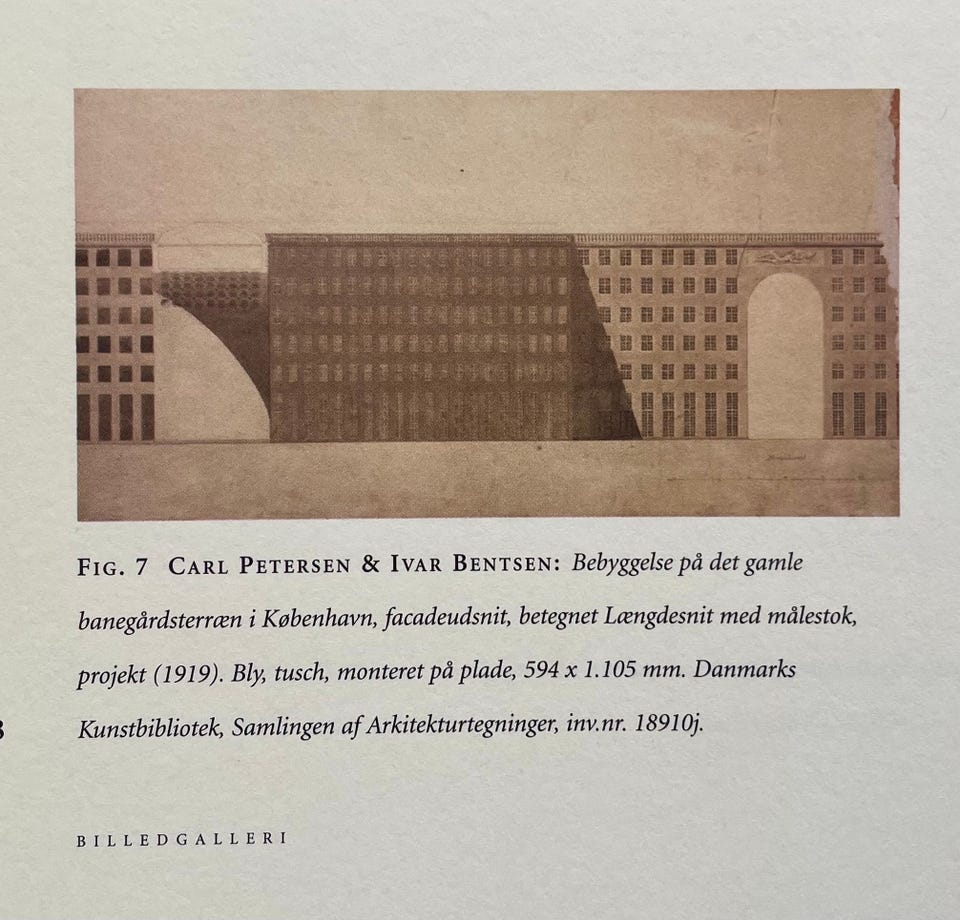 FIG. 7 CARL PETERSEN & IVAR BENTSEN: Bebyggelse på det gamle
banegårdsterræn i København, facadeudsnit, betegnet Længdesnit med målestok,
projekt (1919). Bly, tusch, monteret på plade, 594 x 1.105 mm. Danmarks
Kunstbibliotek, Samlingen af Arkitekturtegninger, inv.nr. 18910j.
BILLEDGALLERI